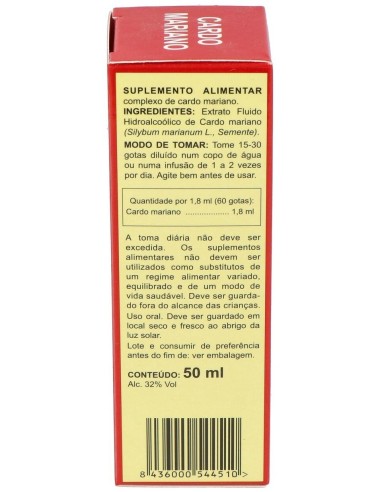 CARDO
MARIANO
SUPLEMENTO ALIMENTAR
complexo de cardo mariano.
INGREDIENTES: Extrato Fluido
Hidroalcoólico de Cardo mariano
(Silybum marianum L., Semente).
MODO DE TOMAR: Tome 15-30
gotas diluído num copo de água
ou numa infusão de 1 a 2 vezes
por dia. Agite bem antes de usar.
Quantidade por 1,8 ml (60 gotas):
Cardo mariano .................. 1,8 ml
A toma diária não deve ser
excedida. Os suplementos
alimentares não devem ser
utilizados como substitutos de
um regime alimentar variado,
equilibrado e de um modo de
vida saudável. Deve ser guarda-
do fora do alcance das crianças.
Uso oral. Deve ser guardado em
local seco e fresco ao abrigo da
luz solar.
Lote e consumir de preferência
antes do fim de: ver embalagem.
CONTEÚDO: 50 ml
Alc. 32% Vol
8 436000 544510 >